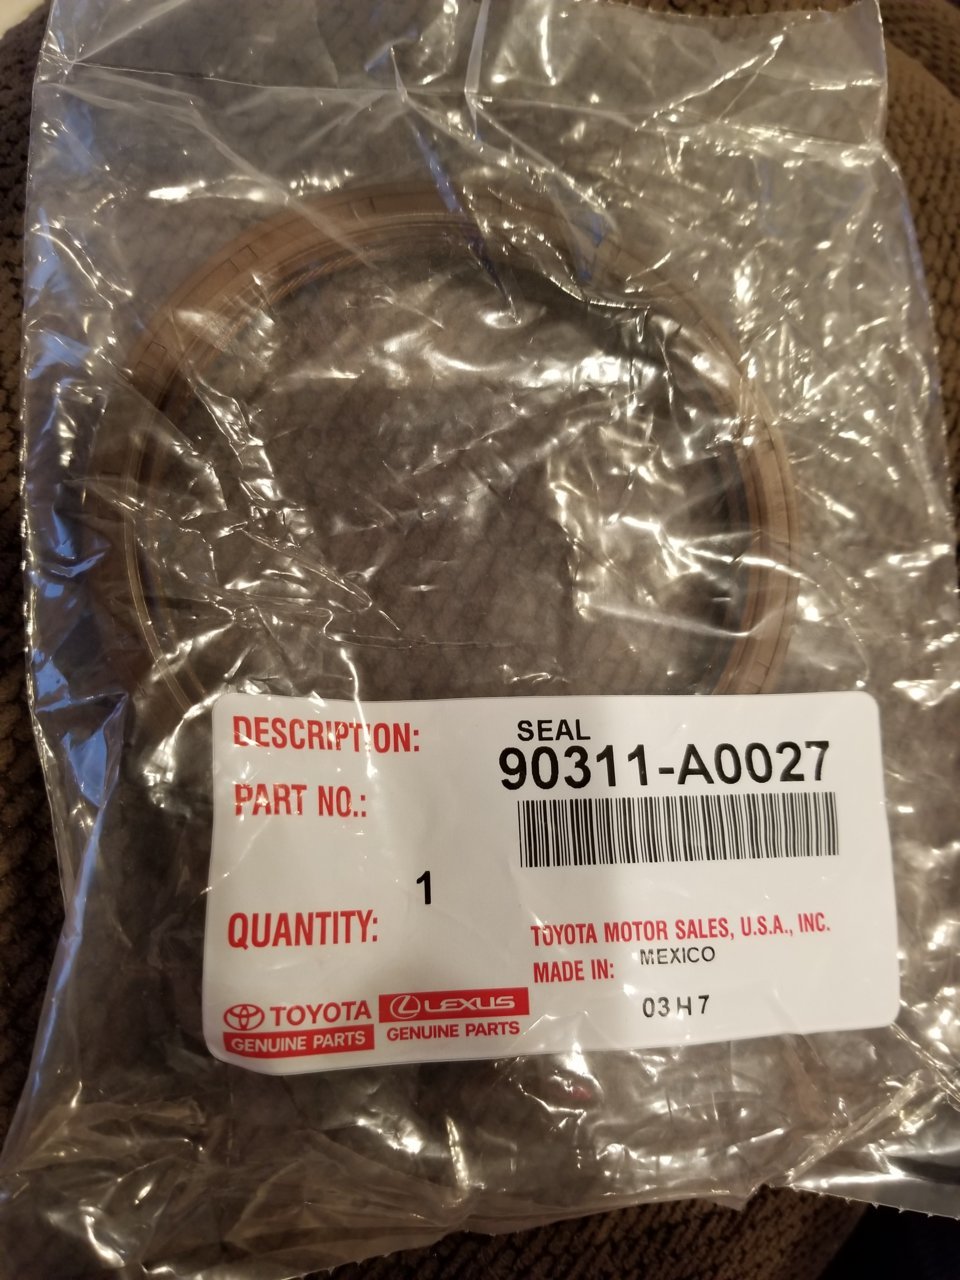 DESCRIPTION: SEAL
PART NO.: 90311-A0027
QUANTITY: 1
TOYOTA MOTOR SALES, U.S.A., INC.
MADE IN: MEXICO
03H7
TOYOTA LEXUS
GENUINE PARTS GENUINE PARTS